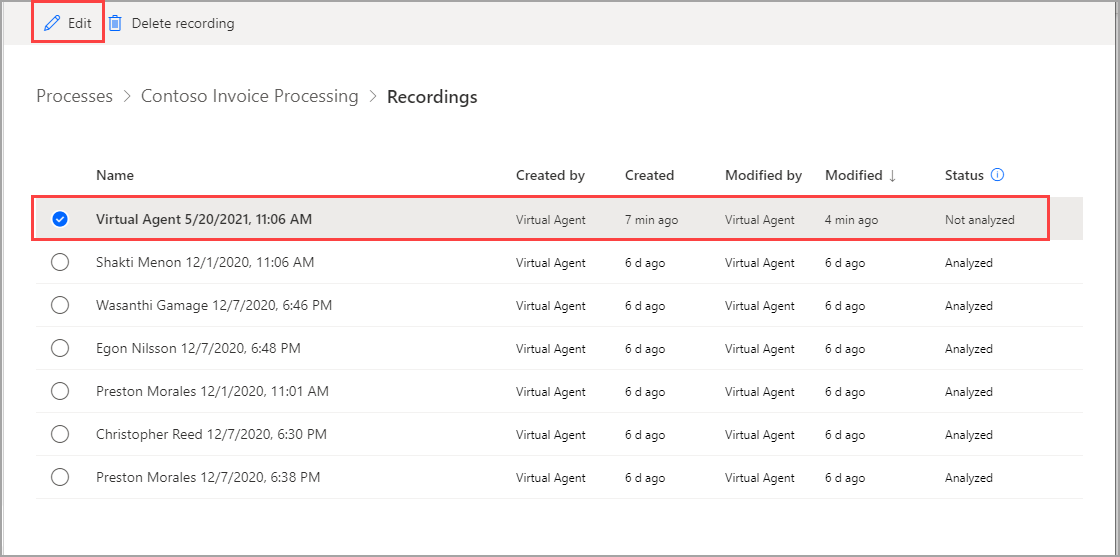 Edit Delete recording
Processes > Contoso Invoice Processing > Recordings
Name Created by Created Modified by Modified ↓ Status
Virtual Agent 5/20/2021, 11:06 AM Virtual Agent 7 min ago Virtual Agent 4 min ago Not analyzed
Shakti Menon 12/1/2020, 11:06 AM Virtual Agent 6 d ago Virtual Agent 6 d ago Analyzed
Wasanthi Gamage 12/7/2020, 6:46 PM Virtual Agent 6 d ago Virtual Agent 6 d ago Analyzed
Egon Nilsson 12/7/2020, 6:48 PM Virtual Agent 6 d ago Virtual Agent 6 d ago Analyzed
Preston Morales 12/1/2020, 11:01 AM Virtual Agent 6 d ago Virtual Agent 6 d ago Analyzed
Christopher Reed 12/7/2020, 6:30 PM Virtual Agent 6 d ago Virtual Agent 6 d ago Analyzed
Preston Morales 12/7/2020, 6:38 PM Virtual Agent 6 d ago Virtual Agent 6 d ago Analyzed